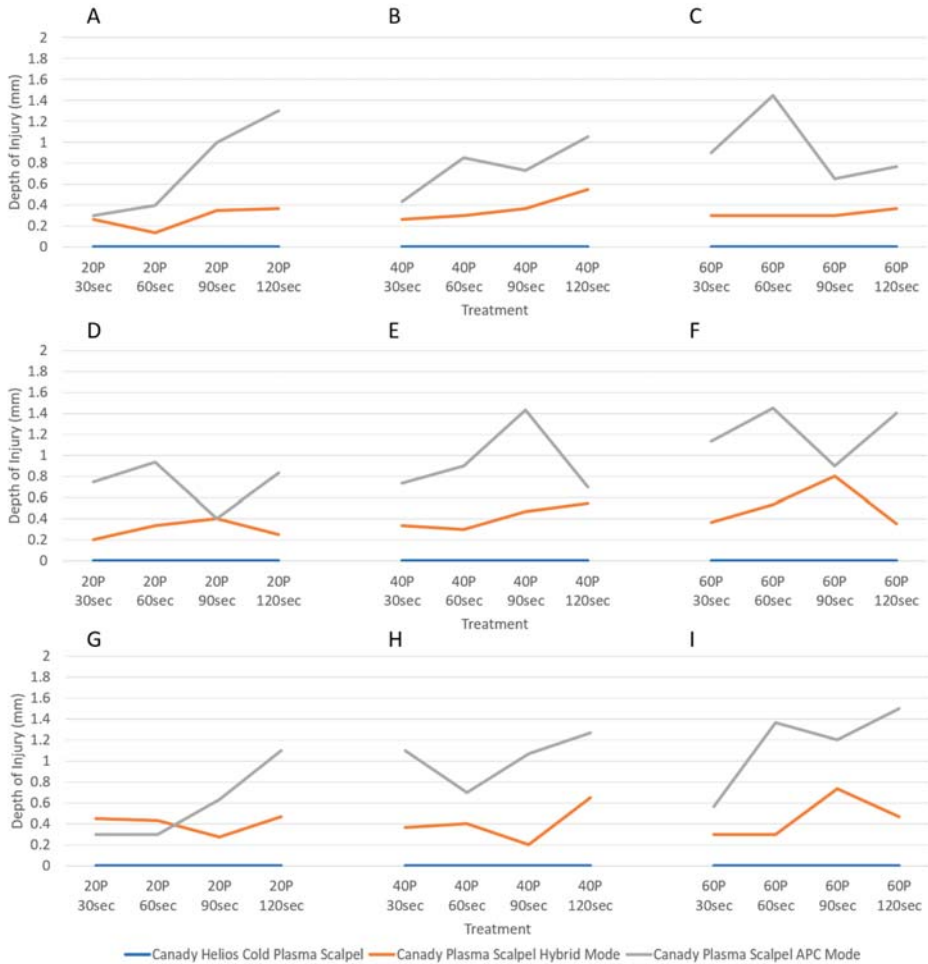 A B C
Depth of Injury (mm)
2
1.8
1.6
1.4
1.2
1
0.8
0.6
0.4
0.2
0
20P 20P 20P 20P 40P 40P 40P 40P 60P 60P 60P 60P
30sec 60sec 90sec 120sec 30sec 60sec 90sec 120sec 30sec 60sec 90sec 120sec
Treatment
D E F
Depth of Injury (mm)
2
1.8
1.6
1.4
1.2
1
0.8
0.6
0.4
0.2
0
20P 20P 20P 20P 40P 40P 40P 40P 60P 60P 60P 60P
30sec 60sec 90sec 120sec 30sec 60sec 90sec 120sec 30sec 60sec 90sec 120sec
Treatment
G H I
Depth of Injury (mm)
2
1.8
1.6
1.4
1.2
1
0.8
0.6
0.4
0.2
0
20P 20P 20P 20P 40P 40P 40P 40P 60P 60P 60P 60P
30sec 60sec 90sec 120sec 30sec 60sec 90sec 120sec 30sec 60sec 90sec 120sec
Treatment
Canady Helios Cold Plasma Scalpel Canady Plasma Scalpel Hybrid Mode Canady Plasma Scalpel APC Mode